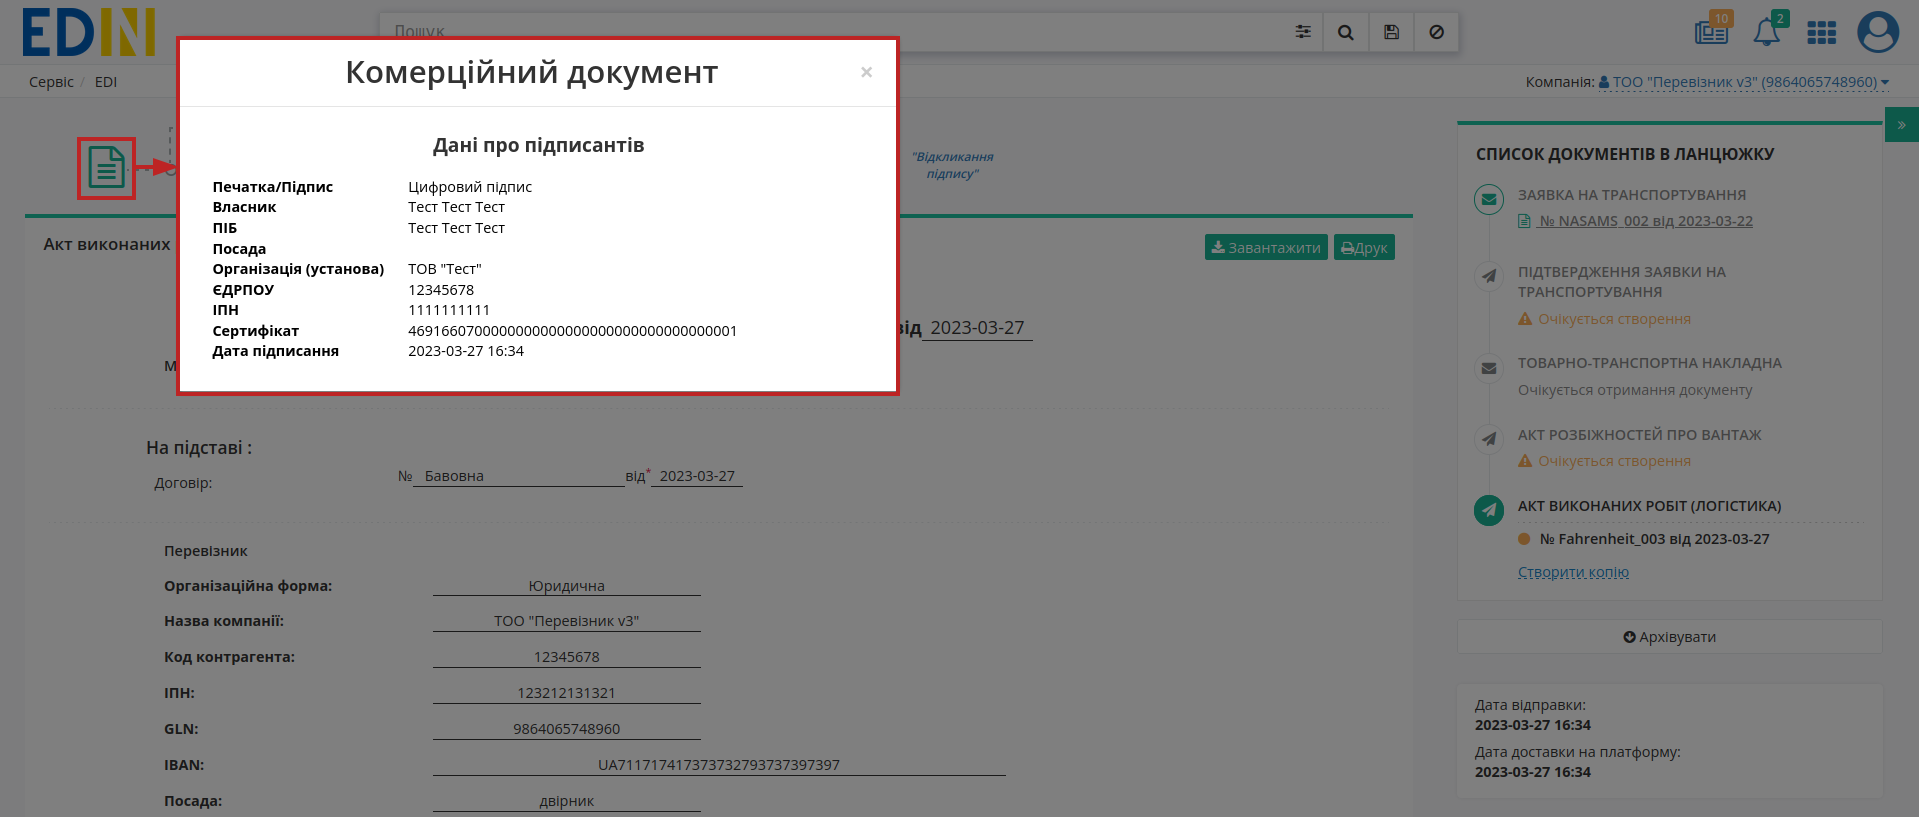 EDIN
Пошук
10
2
Сервіс / EDI
Компанія: ТОО "Перевізник v3" (9864065748960)
Комерційний документ ×
Дані про підписантів
Печатка/Підпис Цифровий підпис
Власник Тест Тест Тест
ПІБ Тест Тест Тест
Посада
Організація (установа) ТОВ "Тест"
ЄДРПОУ 12345678
ІПН 1111111111
Дата підписання 2023-03-27 16:34
"Відкликання
підпису"
Акт виконаних
Завантажити Друк
від 2023-03-27
На підставі :
Договір: № Бавовна від* 2023-03-27
Перевізник
Організаційна форма: Юридична
Назва компанії: ТОО "Перевізник v3"
Код контрагента: 12345678
ІПН: 123212131321
GLN: 9864065748960
IBAN: UA711717417373732793737397397
Посада: двірник
»
СПИСОК ДОКУМЕНТІВ В ЛАНЦЮЖКУ
ЗАЯВКА НА ТРАНСПОРТУВАННЯ
№ NASAMS_002 від 2023-03-22
ПІДТВЕРДЖЕННЯ ЗАЯВКИ НА
ТРАНСПОРТУВАННЯ
Очікується створення
ТОВАРНО-ТРАНСПОРТНА НАКЛАДНА
Очікується отримання документу
АКТ РОЗБІЖНОСТЕЙ ПРО ВАНТАЖ
Очікується створення
АКТ ВИКОНАНИХ РОБІТ (ЛОГІСТИКА)
№ Fahrenheit_003 від 2023-03-27
Створити копію
Архівувати
Дата відправки:
2023-03-27 16:34
Дата доставки на платформу:
2023-03-27 16:34